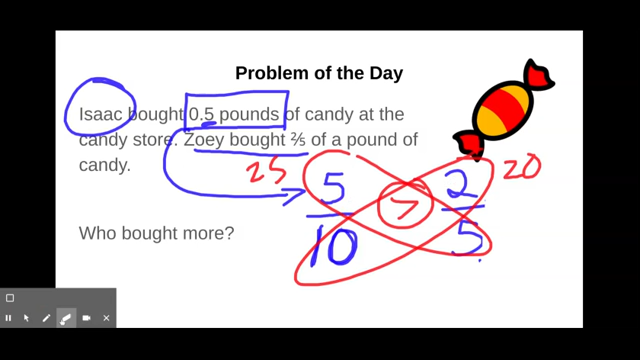 Problem of the Day
Isaac bought 0.5 pounds of candy at the
candy store. Zoey bought ⅖ of a pound of
candy.
25 5 > 2 20
10 5
Who bought more?